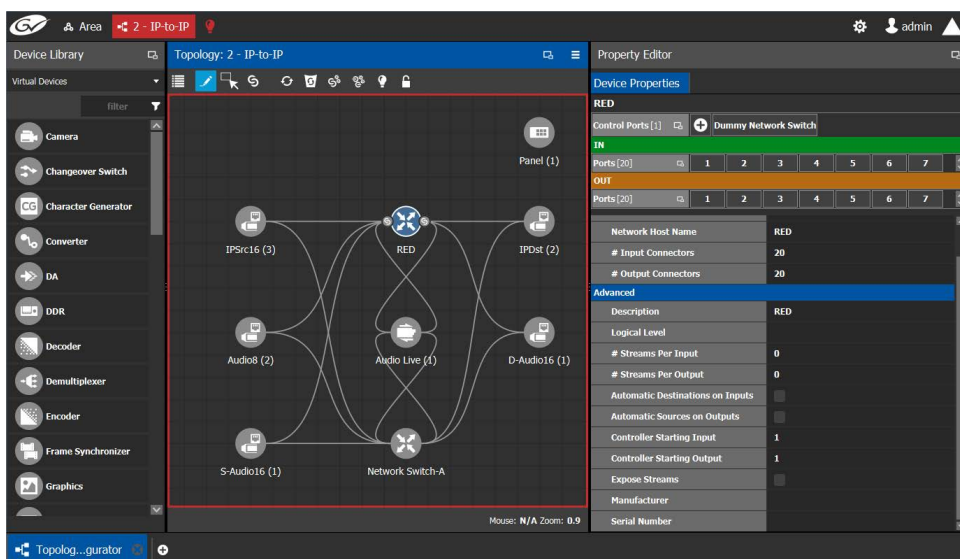 GV Area 2 - IP-to-IP admin
Device Library
Virtual Devices
filter
Camera
Changeover Switch
CG Character Generator
Converter
DA
DDR
Decoder
Demultiplexer
Encoder
Frame Synchronizer
Graphics
Topology: 2 - IP-to-IP
Panel (1)
IPSrc16 (3)
RED
IPDst (2)
Audio8 (2)
Audio Live (1)
D-Audio16 (1)
S-Audio16 (1)
Network Switch-A
Mouse: N/A Zoom: 0.9
Property Editor
Device Properties
RED
Control Ports [1] Dummy Network Switch
IN
Ports [20] 1 2 3 4 5 6 7
OUT
Ports [20] 1 2 3 4 5 6 7
Network Host Name RED
# Input Connectors 20
# Output Connectors 20
Advanced
Description RED
Logical Level
# Streams Per Input 0
# Streams Per Output 0
Automatic Destinations on Inputs
Automatic Sources on Outputs
Controller Starting Input 1
Controller Starting Output 1
Expose Streams
Manufacturer
Serial Number
Topolog...gurator